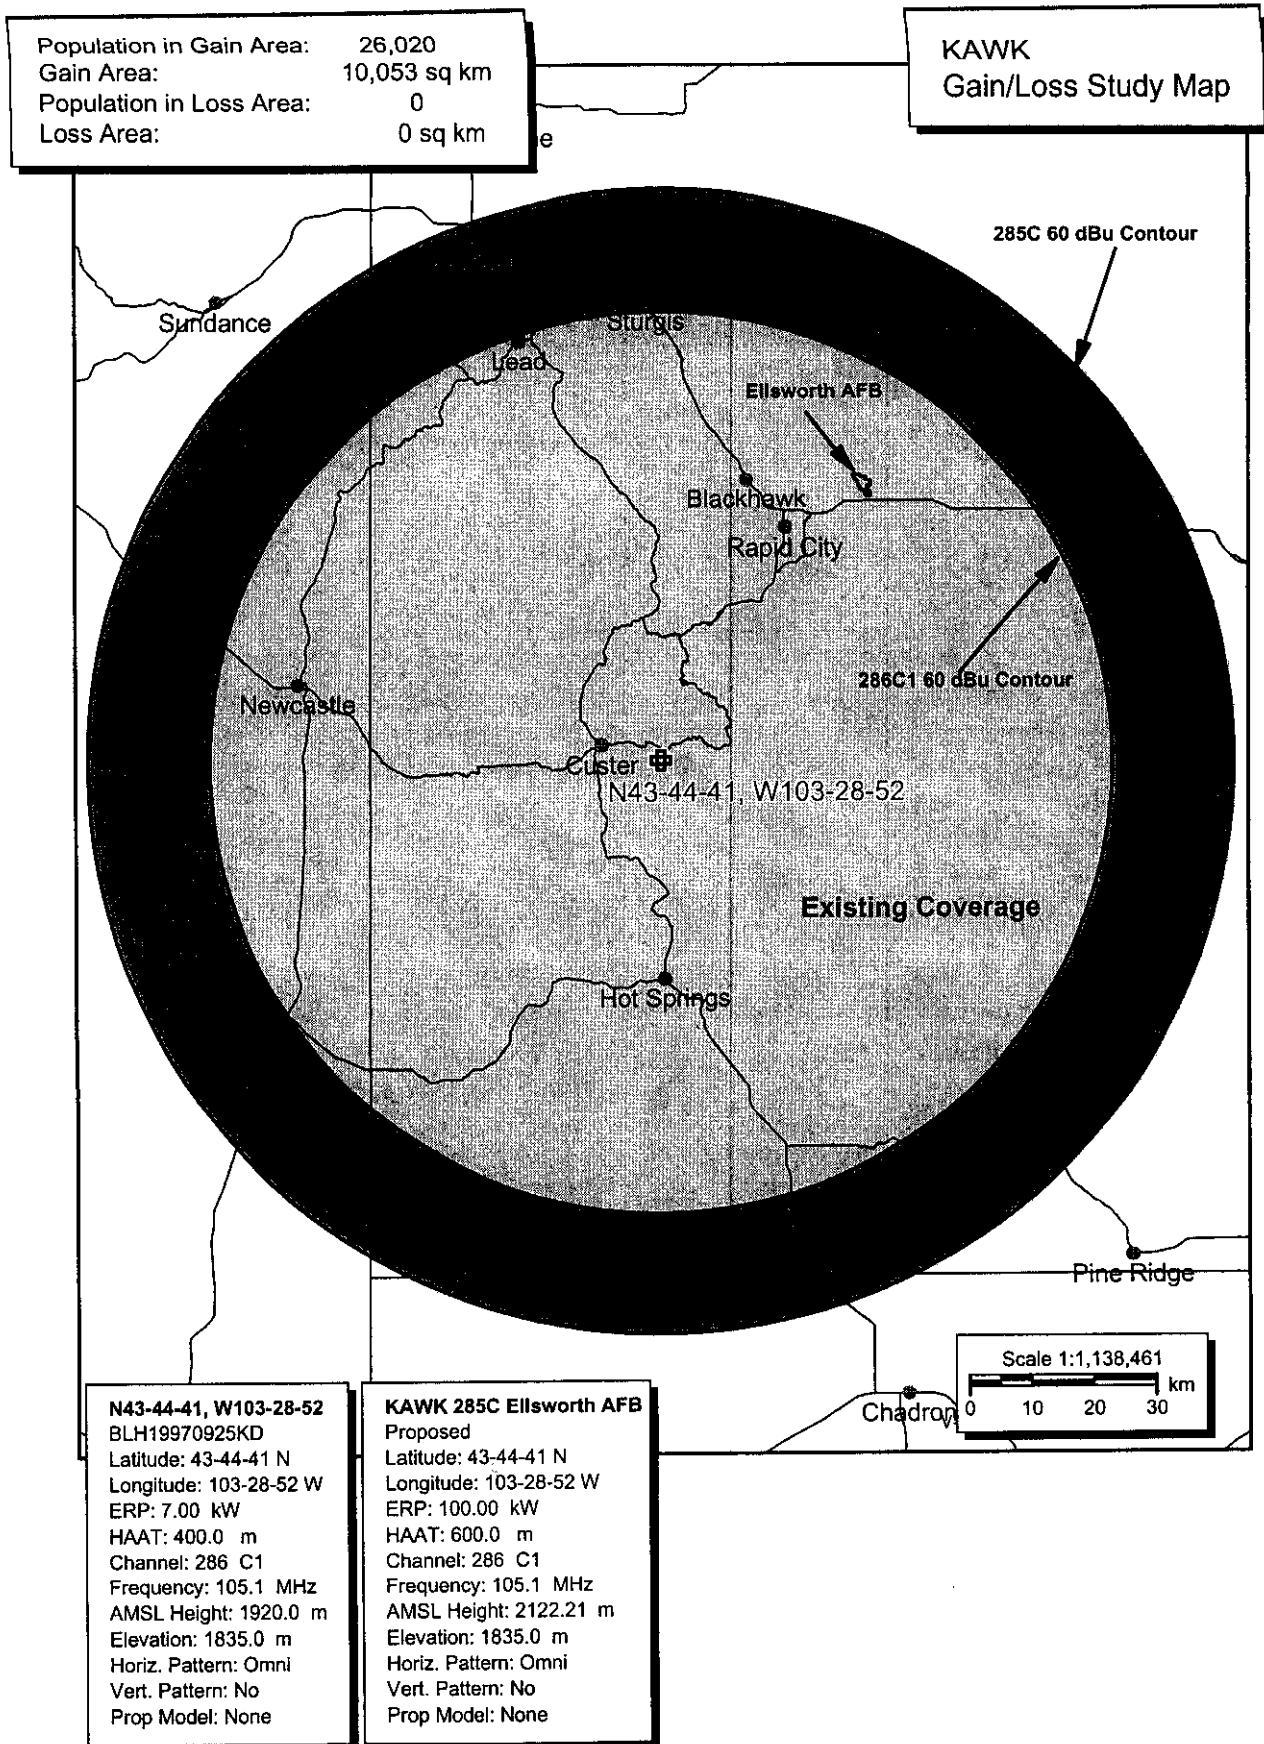 Population in Gain Area: 26,020
Gain Area: 10,053 sq km
Population in Loss Area: 0
Loss Area: 0 sq km
KAWK
Gain/Loss Study Map
285C 60 dBu Contour
Sundance
Sturgis
Lead
Ellsworth AFB
Blackhawk
Rapid City
286C1 60 dBu Contour
Newcastle
Custer
N43-44-41, W103-28-52
Existing Coverage
Hot Springs
Pine Ridge
Chadron
Scale 1:1,138,461
km
0 10 20 30
N43-44-41, W103-28-52
BLH19970925KD
Latitude: 43-44-41 N
Longitude: 103-28-52 W
ERP: 7.00 kW
HAAT: 400.0 m
Channel: 286 C1
Frequency: 105.1 MHz
AMSL Height: 1920.0 m
Elevation: 1835.0 m
Horiz. Pattern: Omni
Vert. Pattern: No
Prop Model: None
KAWK 285C Ellsworth AFB
Proposed
Latitude: 43-44-41 N
Longitude: 103-28-52 W
ERP: 100.00 kW
HAAT: 600.0 m
Channel: 286 C1
Frequency: 105.1 MHz
AMSL Height: 2122.21 m
Elevation: 1835.0 m
Horiz. Pattern: Omni
Vert. Pattern: No
Prop Model: None